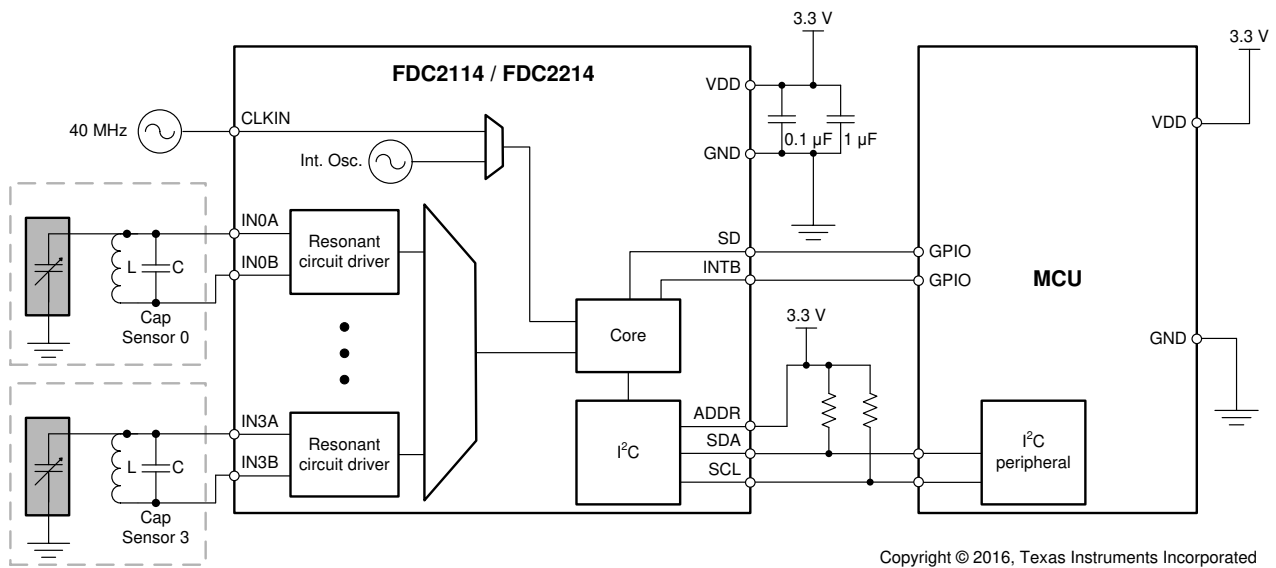 3.3 V
3.3 V
FDC2114 / FDC2214
VDD
CLKIN
40 MHz
VDD
0.1 µF
1 µF
Int. Osc.
GND
IN0A
Resonant
circuit driver
SD
GPIO
L
C
IN0B
INTB
GPIO
MCU
Cap
Sensor 0
3.3 V
Core
GND
IN3A
ADDR
Resonant
circuit driver
I²C
SDA
I²C
peripheral
L
C
IN3B
SCL
Cap
Sensor 3
Copyright © 2016, Texas Instruments Incorporated